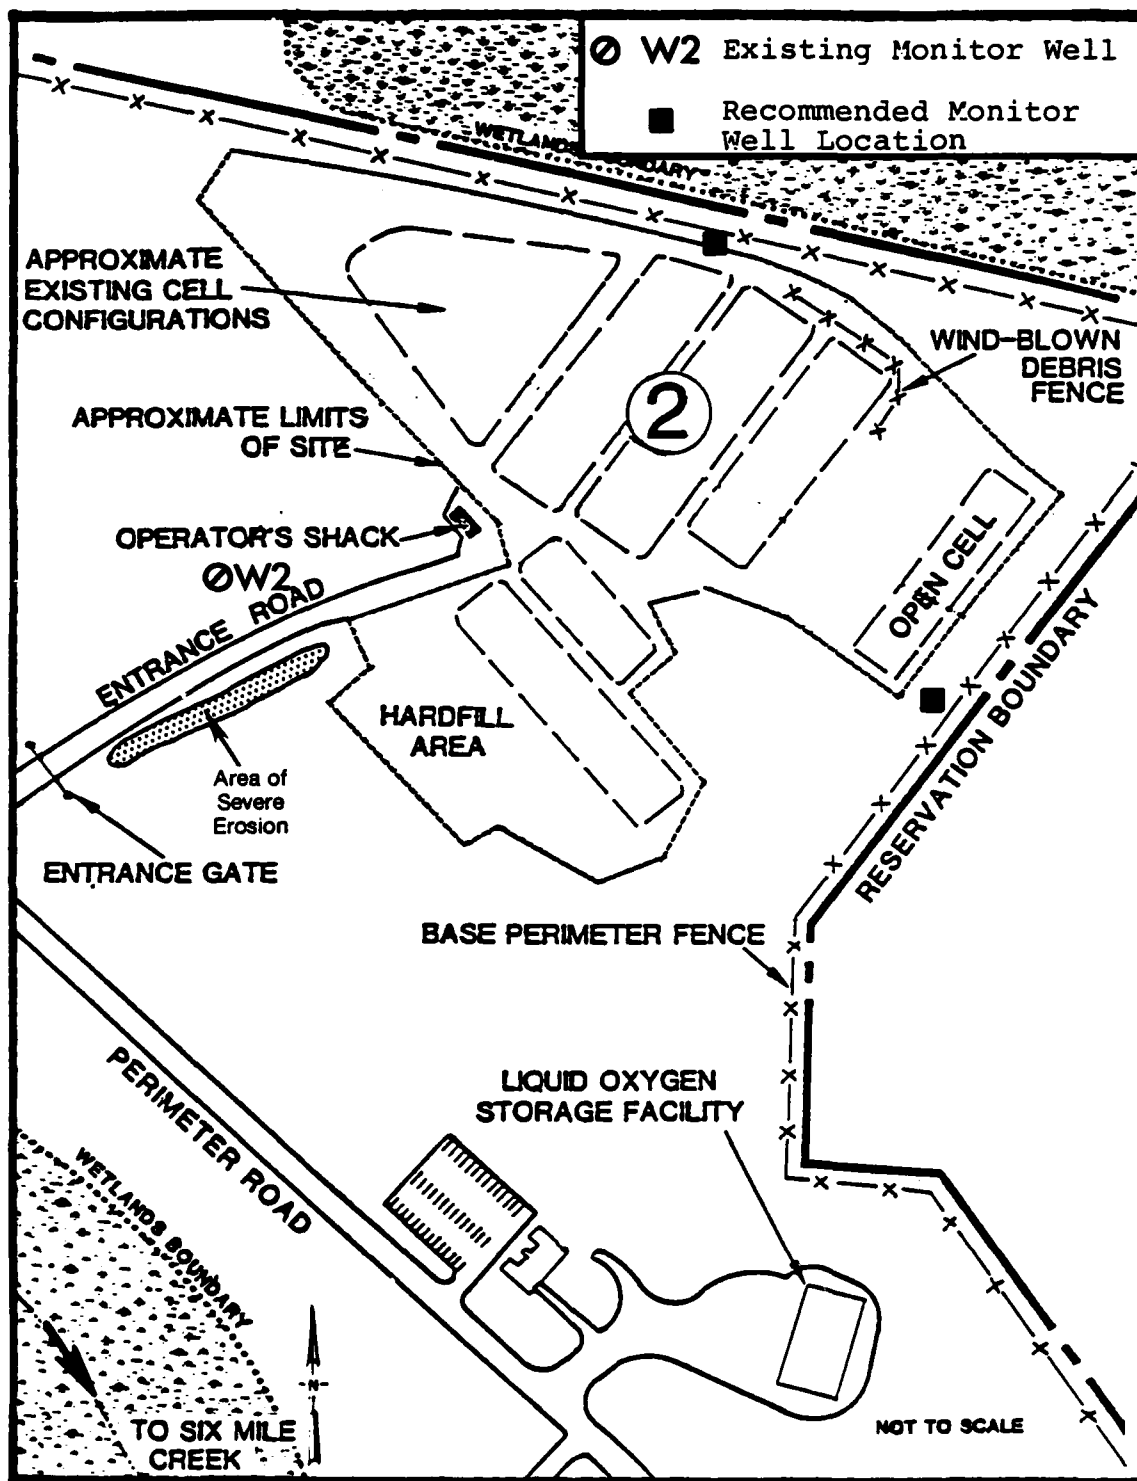 W2 Existing Monitor Well
Recommended Monitor
Well Location
WETLANDS BOUNDARY
APPROXIMATE
EXISTING CELL
CONFIGURATIONS
WIND-BLOWN
DEBRIS
FENCE
2
APPROXIMATE LIMITS
OF SITE
OPERATOR'S SHACK
W2
ENTRANCE ROAD
OPEN CELL
RESERVATION BOUNDARY
HARDFILL
AREA
Area of
Severe
Erosion
ENTRANCE GATE
BASE PERIMETER FENCE
PERIMETER ROAD
LIQUID OXYGEN
STORAGE FACILITY
WETLANDS BOUNDARY
N
TO SIX MILE
CREEK
NOT TO SCALE